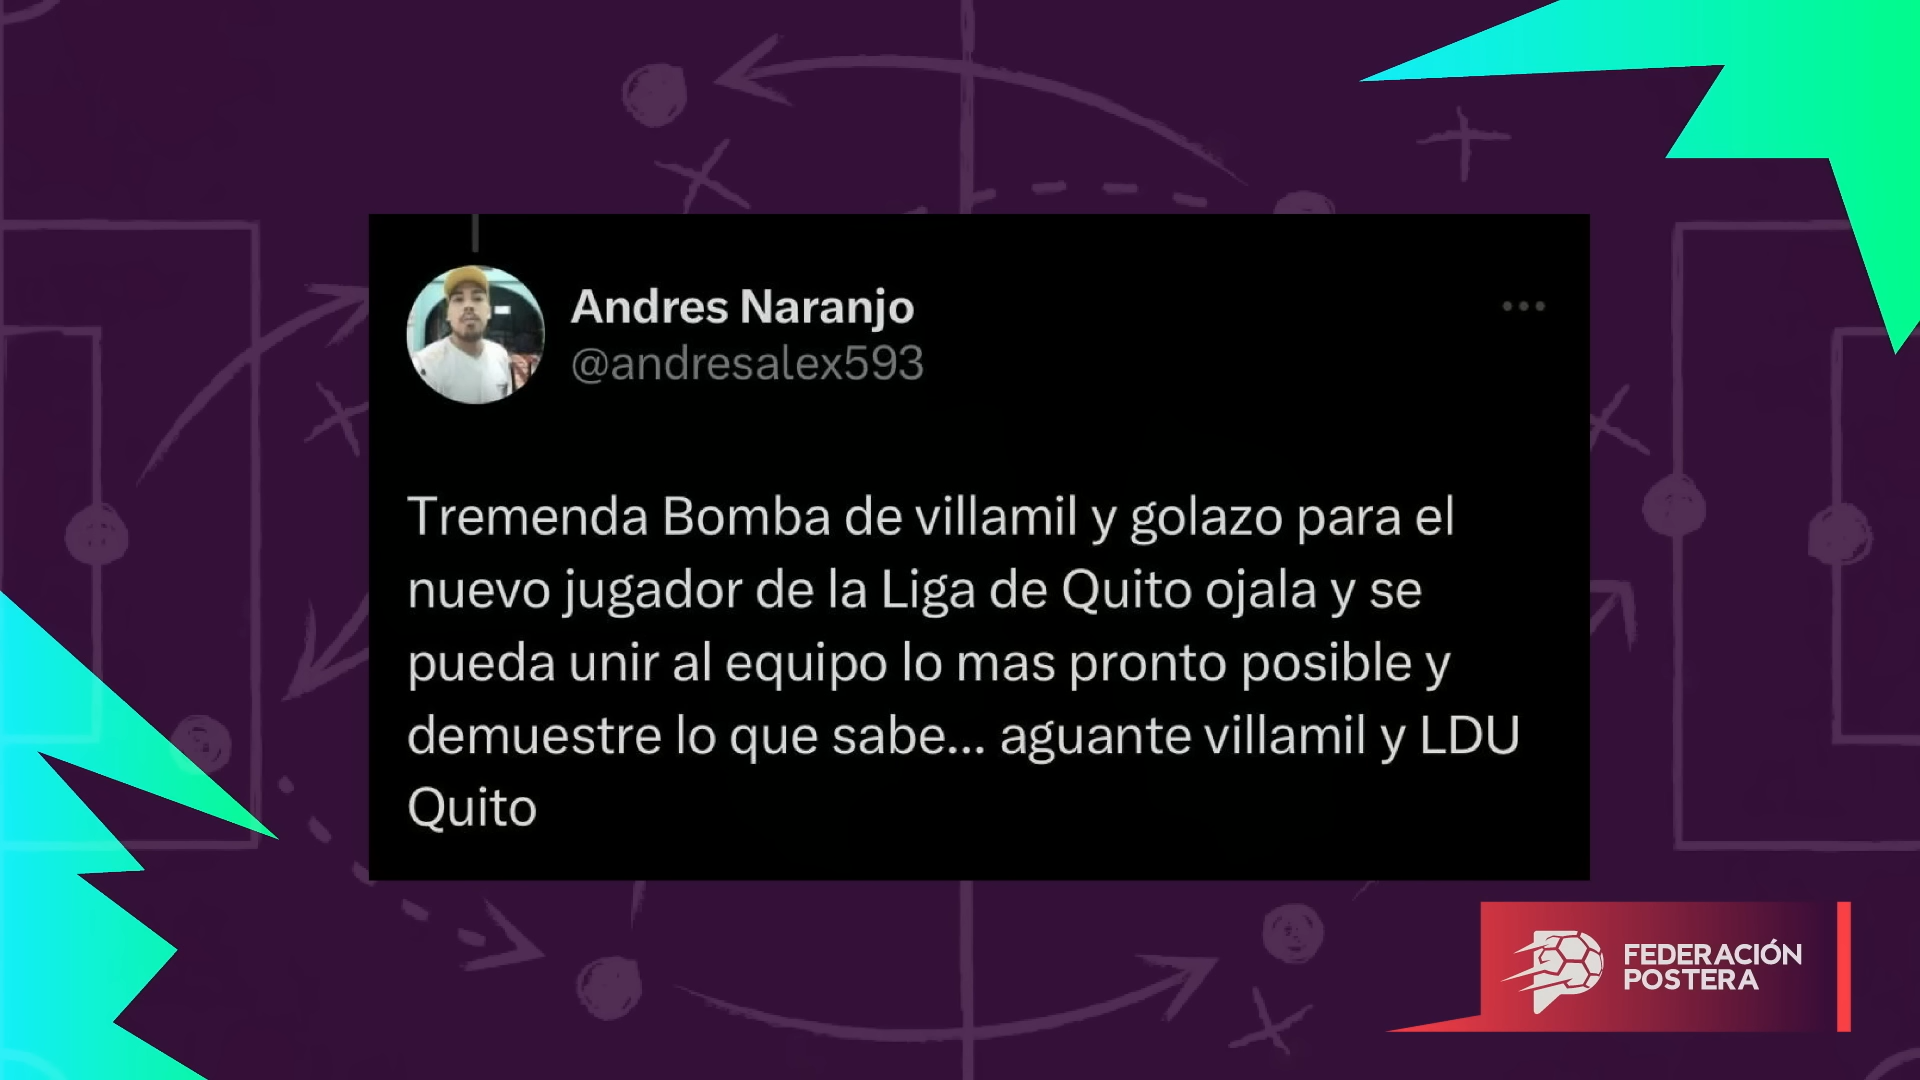 Andres Naranjo
@andresalex593
Tremenda Bomba de villamil y golazo para el
nuevo jugador de la Liga de Quito ojala y se
pueda unir al equipo lo mas pronto posible y
demuestre lo que sabe... aguante villamil y LDU
Quito
FEDERACIÓN
POSTERA